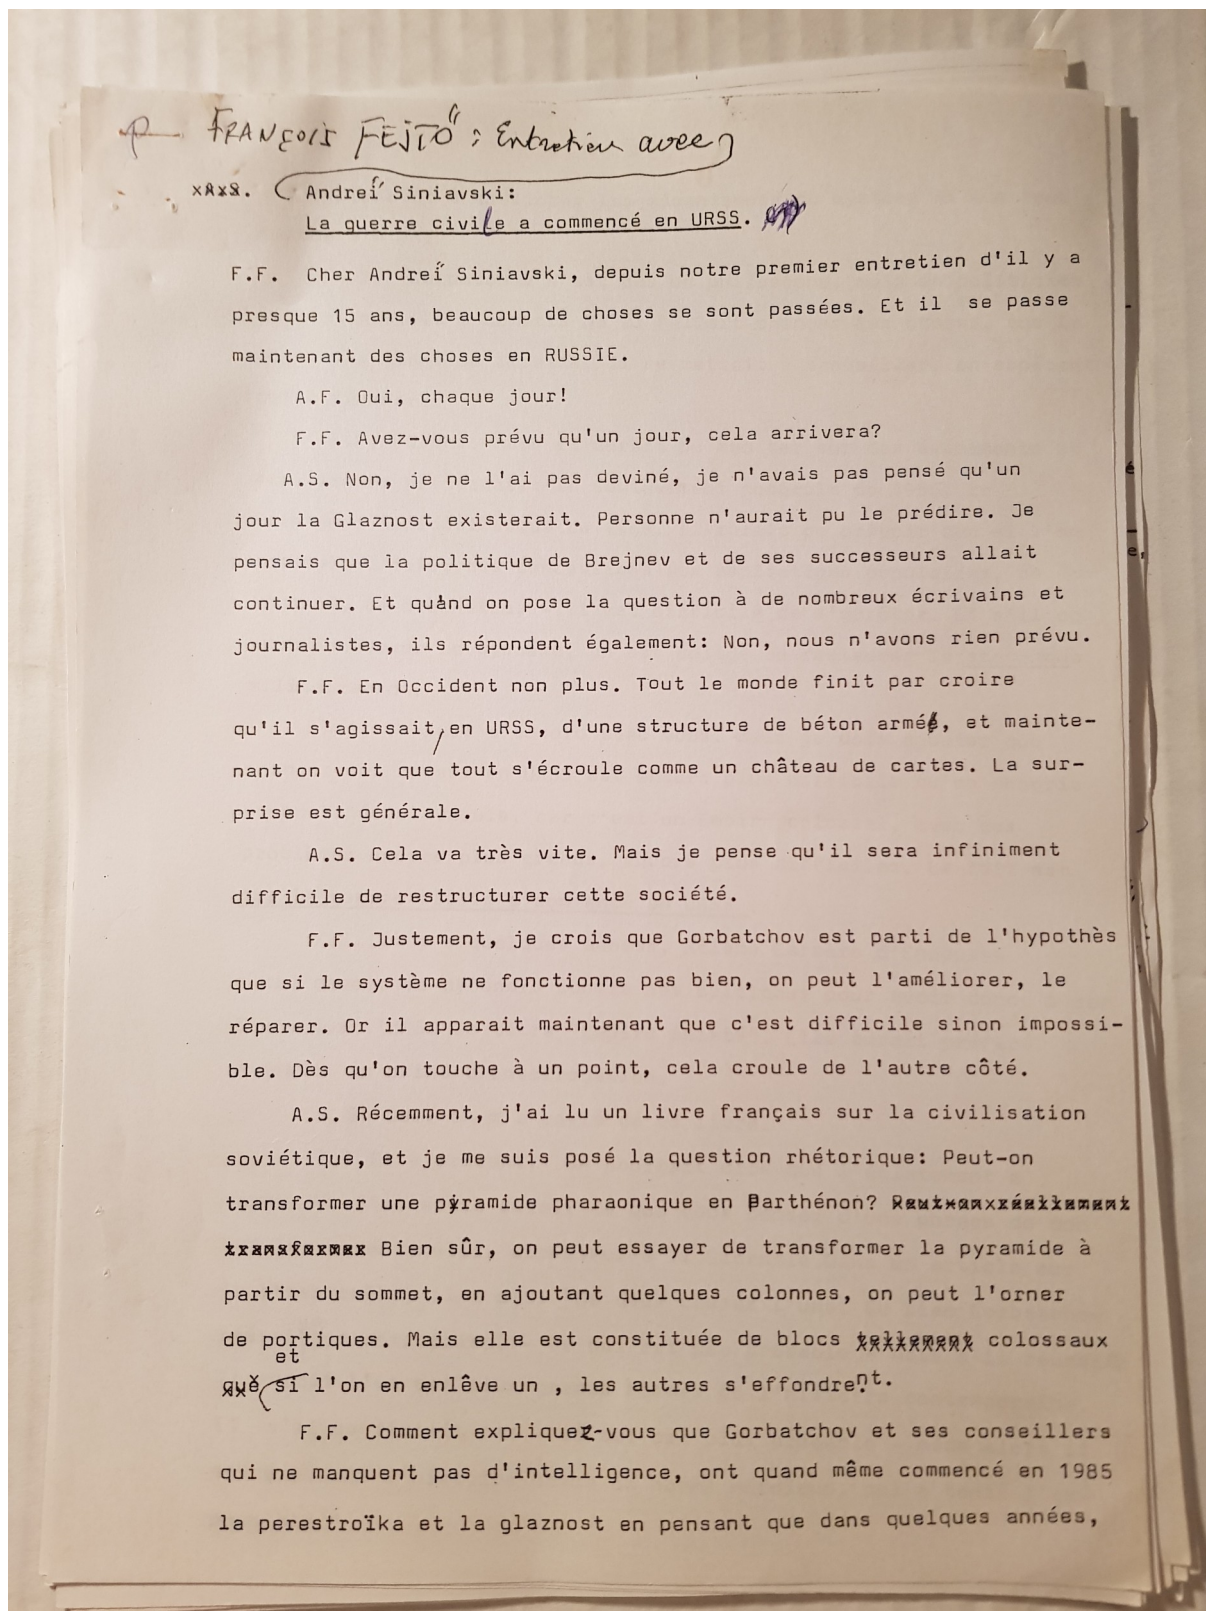 FRANÇOIS FEJTŐ : Entretien avec
Andreï Siniavski:
La guerre civile a commencé en URSS.
F.F. Cher Andreï Siniavski, depuis notre premier entretien d'il y a
presque 15 ans, beaucoup de choses se sont passées. Et il se passe
maintenant des choses en RUSSIE.
A.F. Oui, chaque jour!
F.F. Avez-vous prévu qu'un jour, cela arrivera?
A.S. Non, je ne l'ai pas deviné, je n'avais pas pensé qu'un
jour la Glaznost existerait. Personne n'aurait pu le prédire. Je
pensais que la politique de Brejnev et de ses successeurs allait
continuer. Et quand on pose la question à de nombreux écrivains et
journalistes, ils répondent également: Non, nous n'avons rien prévu.
F.F. En Occident non plus. Tout le monde finit par croire
qu'il s'agissait, en URSS, d'une structure de béton armé, et mainte-
nant on voit que tout s'écroule comme un château de cartes. La sur-
prise est générale.
A.S. Cela va très vite. Mais je pense qu'il sera infiniment
difficile de restructurer cette société.
F.F. Justement, je crois que Gorbatchov est parti de l'hypothès
que si le système ne fonctionne pas bien, on peut l'améliorer, le
réparer. Or il apparait maintenant que c'est difficile sinon impossi-
ble. Dès qu'on touche à un point, cela croule de l'autre côté.
A.S. Récemment, j'ai lu un livre français sur la civilisation
soviétique, et je me suis posé la question rhétorique: Peut-on
transformer une pyramide pharaonique en Parthénon?
Bien sûr, on peut essayer de transformer la pyramide à
partir du sommet, en ajoutant quelques colonnes, on peut l'orner
de portiques. Mais elle est constituée de blocs tellement colossaux
et
que si l'on en enlêve un , les autres s'effondrent.
F.F. Comment expliquez-vous que Gorbatchov et ses conseillers
qui ne manquent pas d'intelligence, ont quand même commencé en 1985
la perestroïka et la glaznost en pensant que dans quelques années,